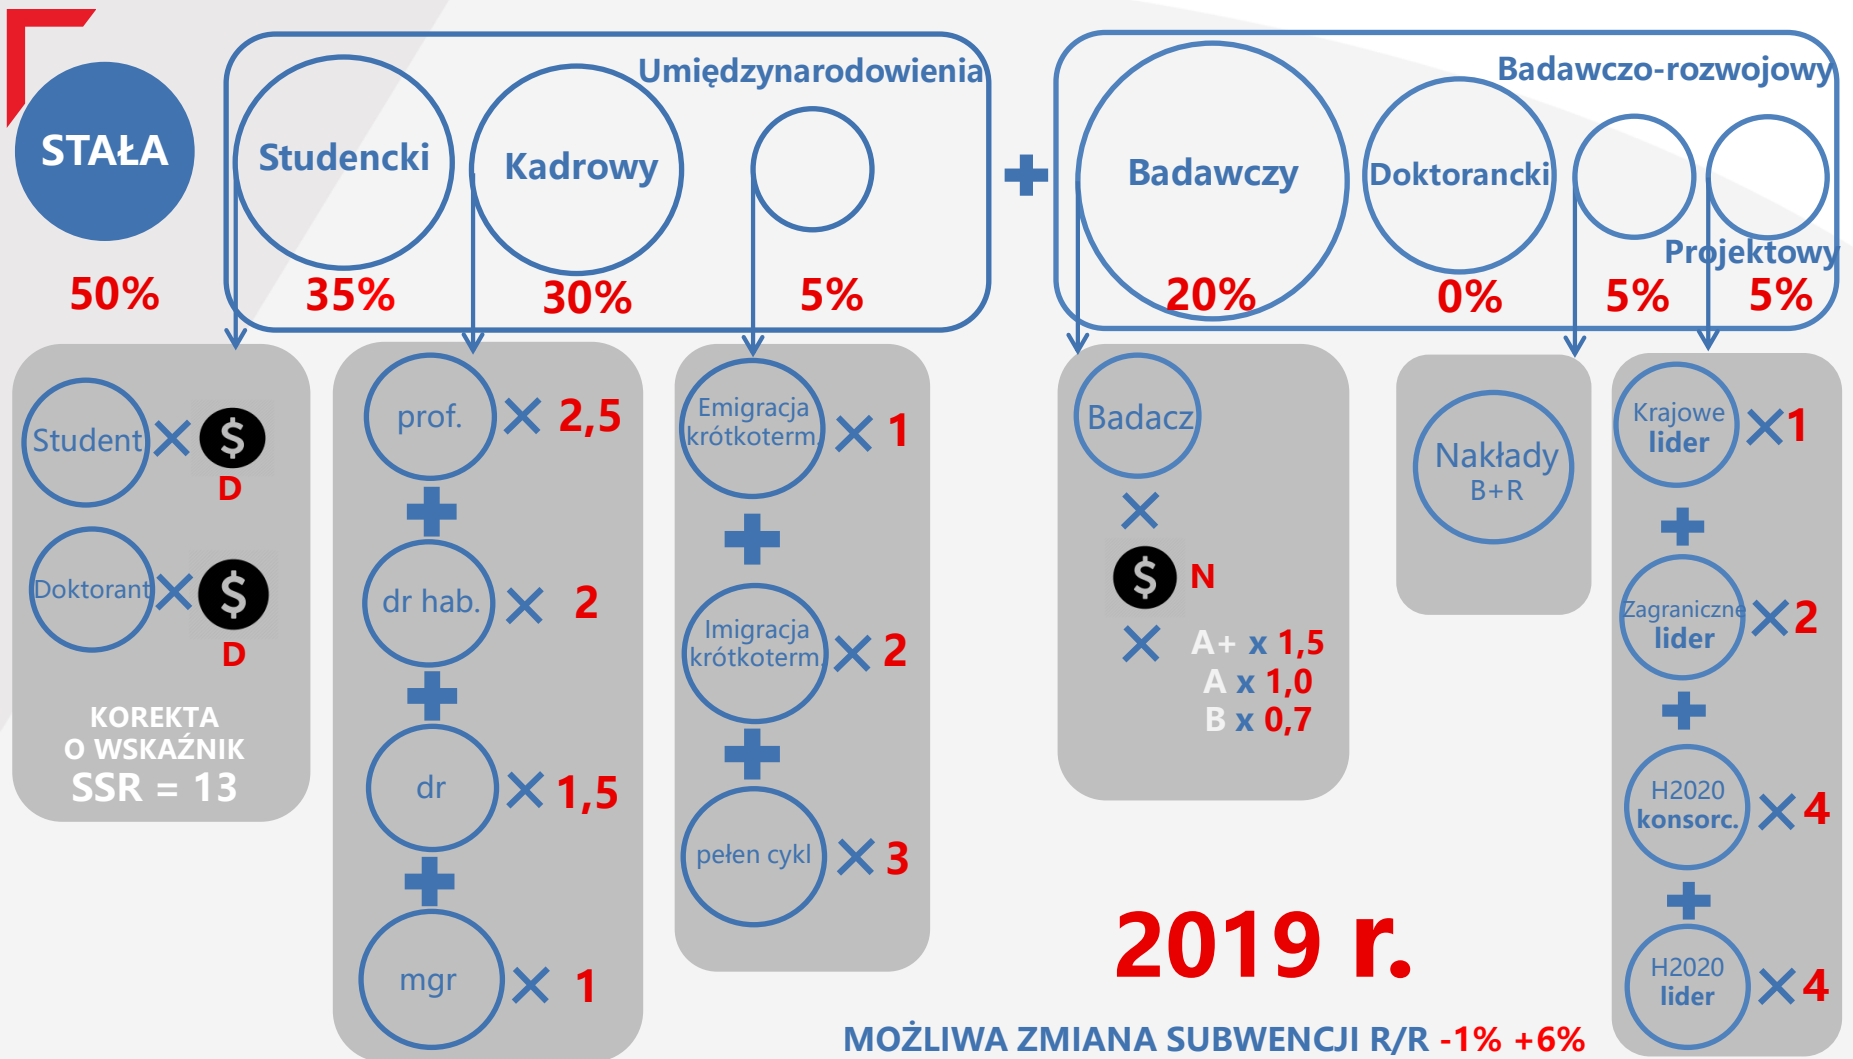 STAŁA
50%
Studencki
35%
Kadrowy
30%
Umiędzynarodowienia
5%
Badawczy
20%
Doktorancki
0%
Badawczo-rozwojowy
5%
Projektowy
5%
Student
$
D
Doktorant
$
D
KOREKTA
O WSKAŹNIK
SSR = 13
prof.
2,5
dr hab.
2
dr
1,5
mgr
1
Emigracja
krótkoterm.
1
Imigracja
krótkoterm.
2
pełen cykl
3
Badacz
$ N
A+ x 1,5
A x 1,0
B x 0,7
Nakłady
B+R
Krajowe
lider
1
Zagraniczne
lider
2
H2020
konsorc.
4
H2020
lider
4
2019 r.
MOŻLIWA ZMIANA SUBWENCJI R/R -1% +6%